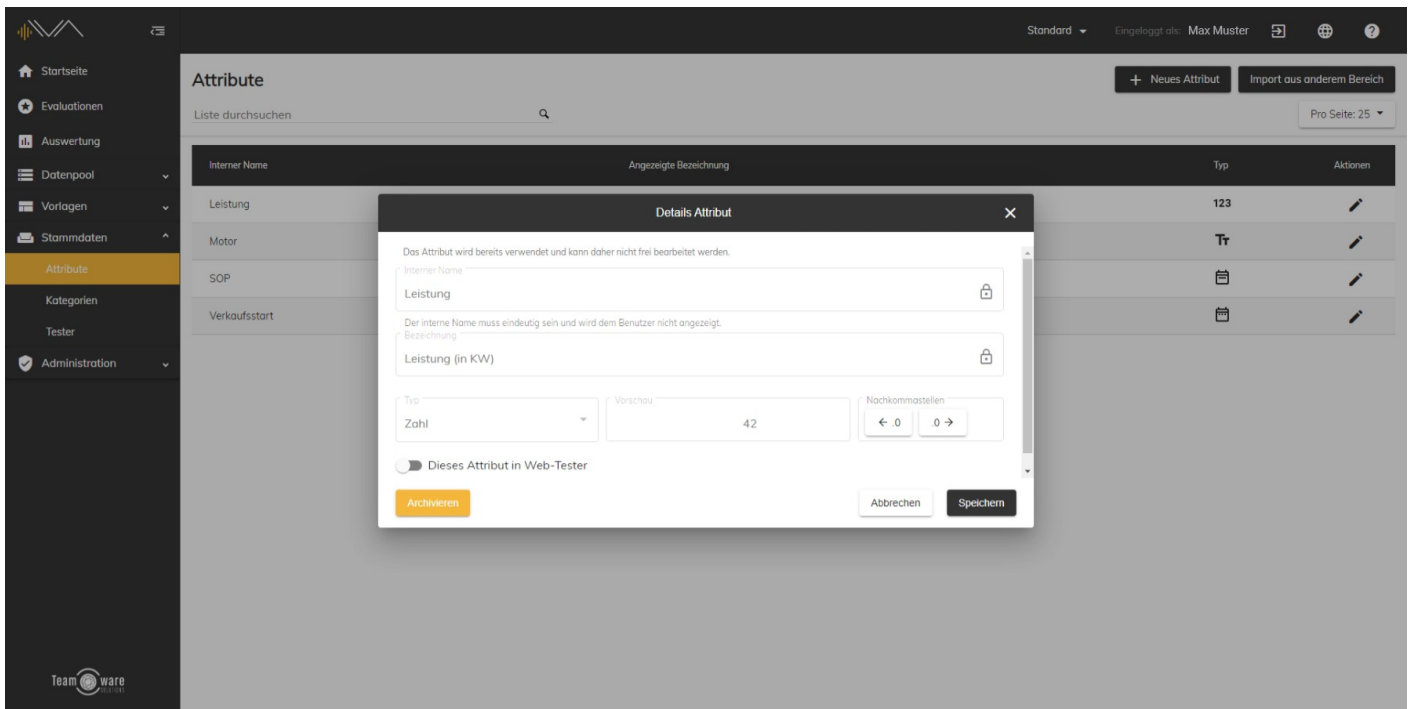 Standard
Eingeloggt als: Max Muster
Startseite
Evaluationen
Auswertung
Datenpool
Vorlagen
Stammdaten
Attribute
Kategorien
Tester
Administration
Team ware
SOLUTIONS
Attribute
+ Neues Attribut
Import aus anderem Bereich
Liste durchsuchen
Pro Seite: 25
Interner Name Angezeigte Bezeichnung Typ Aktionen
Leistung 123
Motor Tт
SOP
Verkaufsstart
Details Attribut
Das Attribut wird bereits verwendet und kann daher nicht frei bearbeitet werden.
Interner Name
Leistung
Der interne Name muss eindeutig sein und wird dem Benutzer nicht angezeigt.
Bezeichnung
Leistung (in KW)
Typ Vorschau Nachkommastellen
Zahl 42 ← .0 .0 →
Dieses Attribut in Web-Tester
Archivieren Abbrechen Speichern